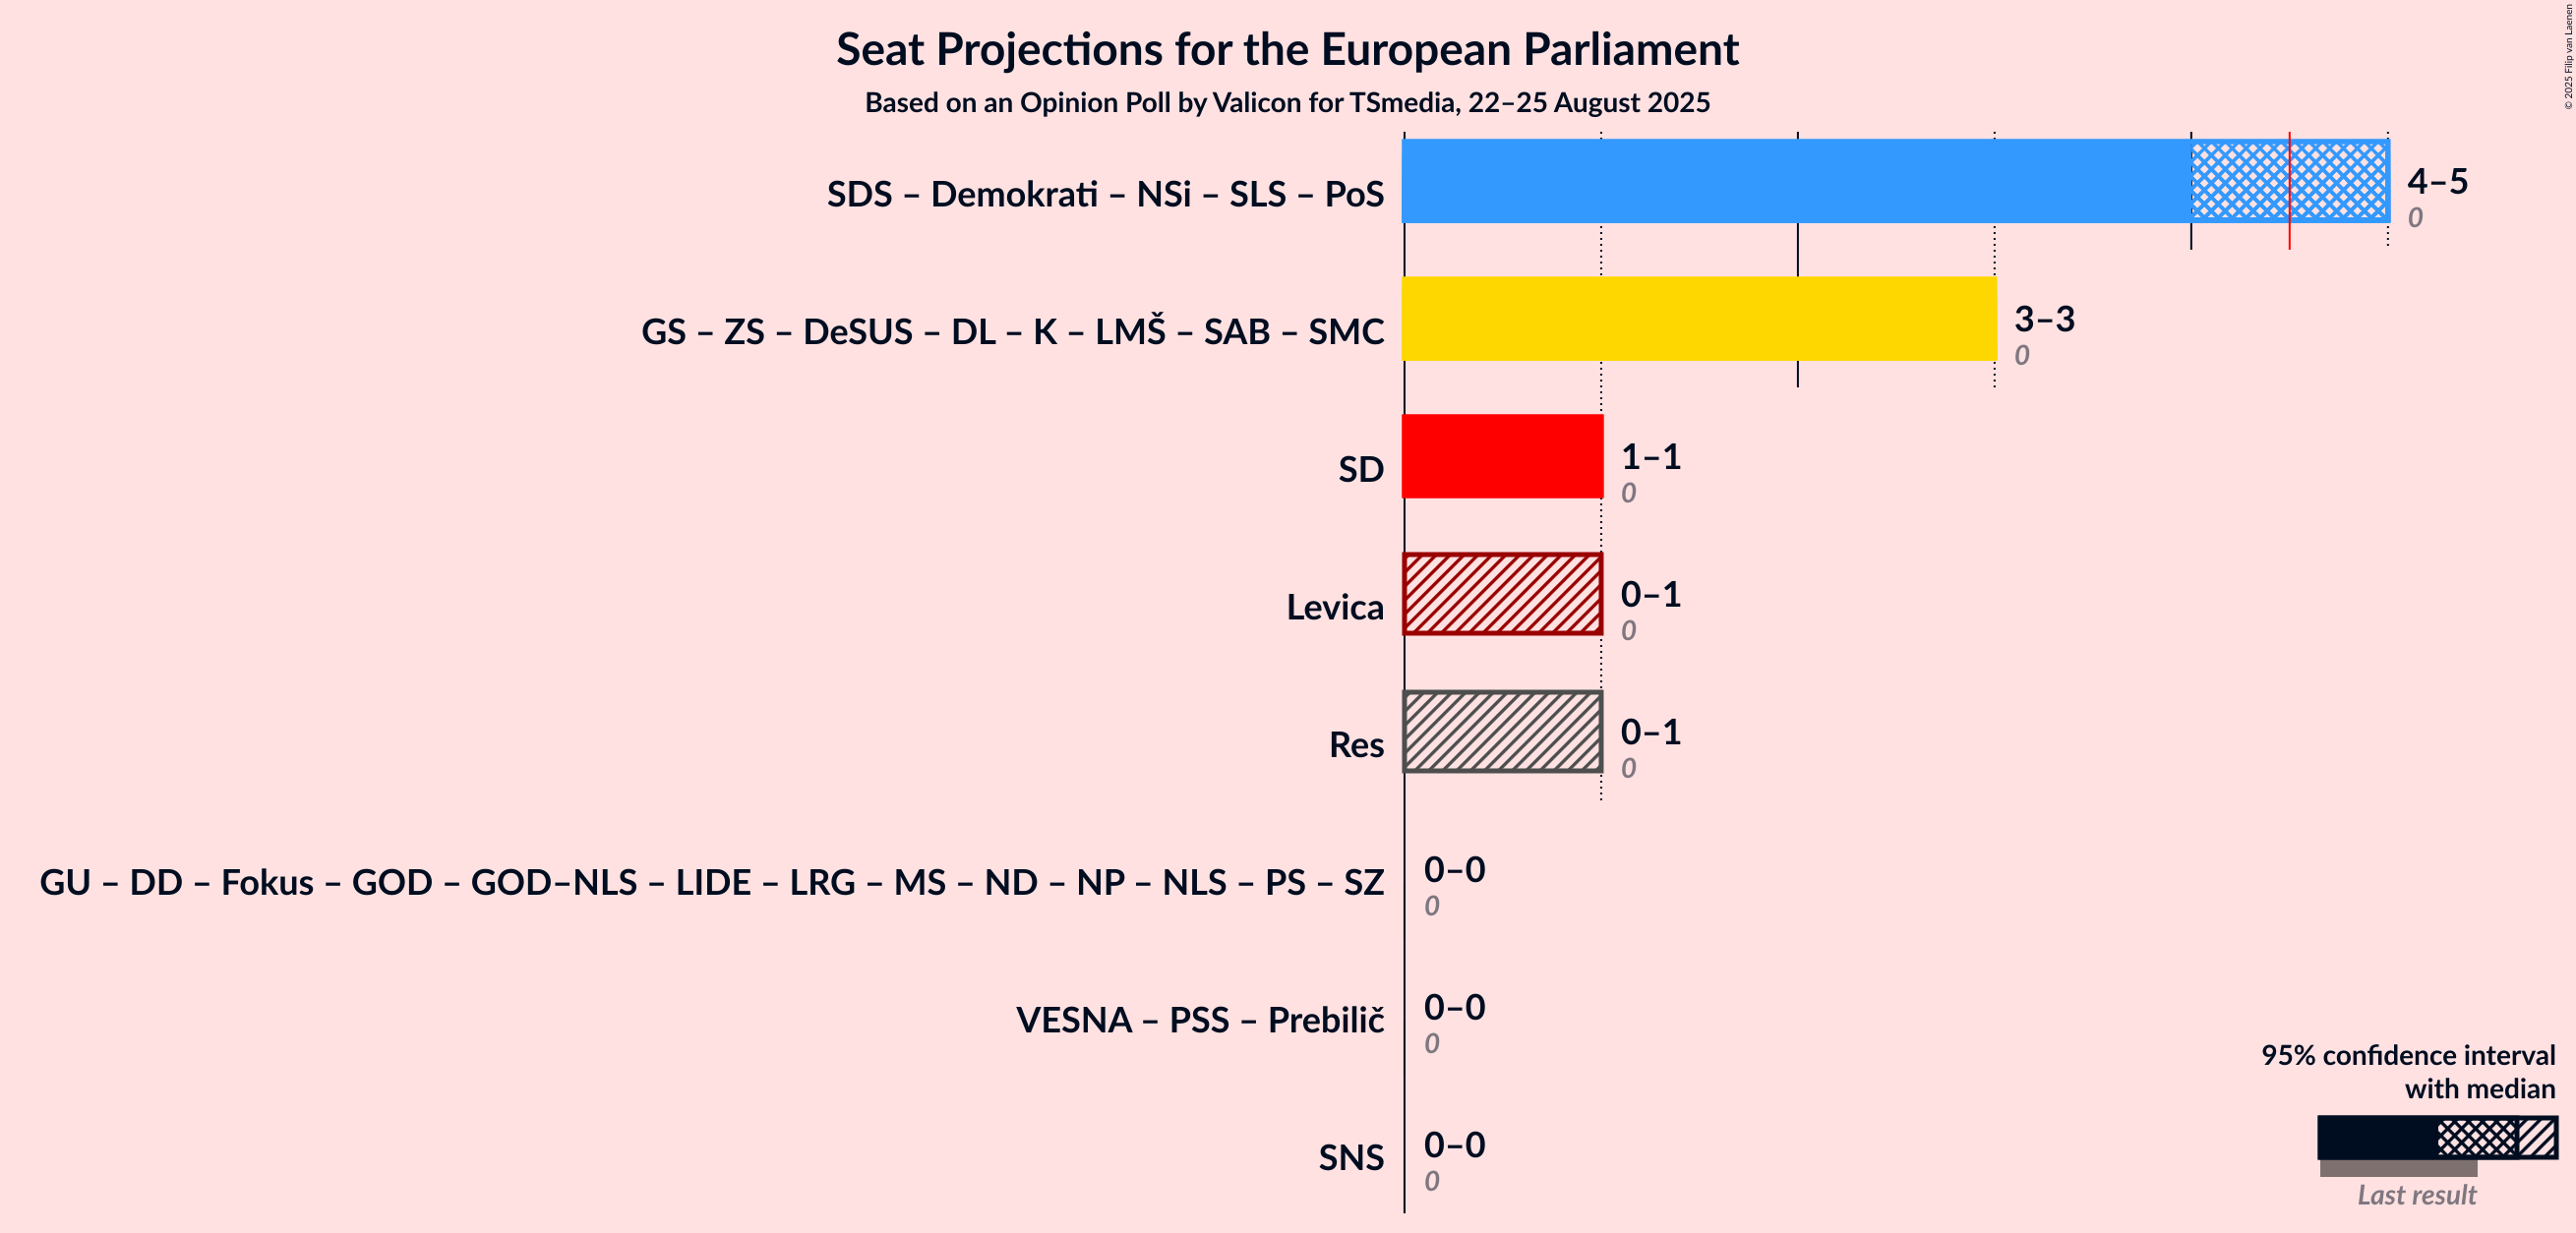 Seat Projections for the European Parliament
Based on an Opinion Poll by Valicon for TSmedia, 22–25 August 2025
© 2025 Filip van Laenen
SDS – Demokrati – NSi – SLS – PoS
4–5
0
GS – ZS – DeSUS – DL – K – LMŠ – SAB – SMC
3–3
0
SD
1–1
0
Levica
0–1
0
Res
0–1
0
GU – DD – Fokus – GOD – GOD–NLS – LIDE – LRG – MS – ND – NP – NLS – PS – SZ
0–0
0
VESNA – PSS – Prebilič
0–0
0
SNS
0–0
0
95% confidence interval
with median
Last result